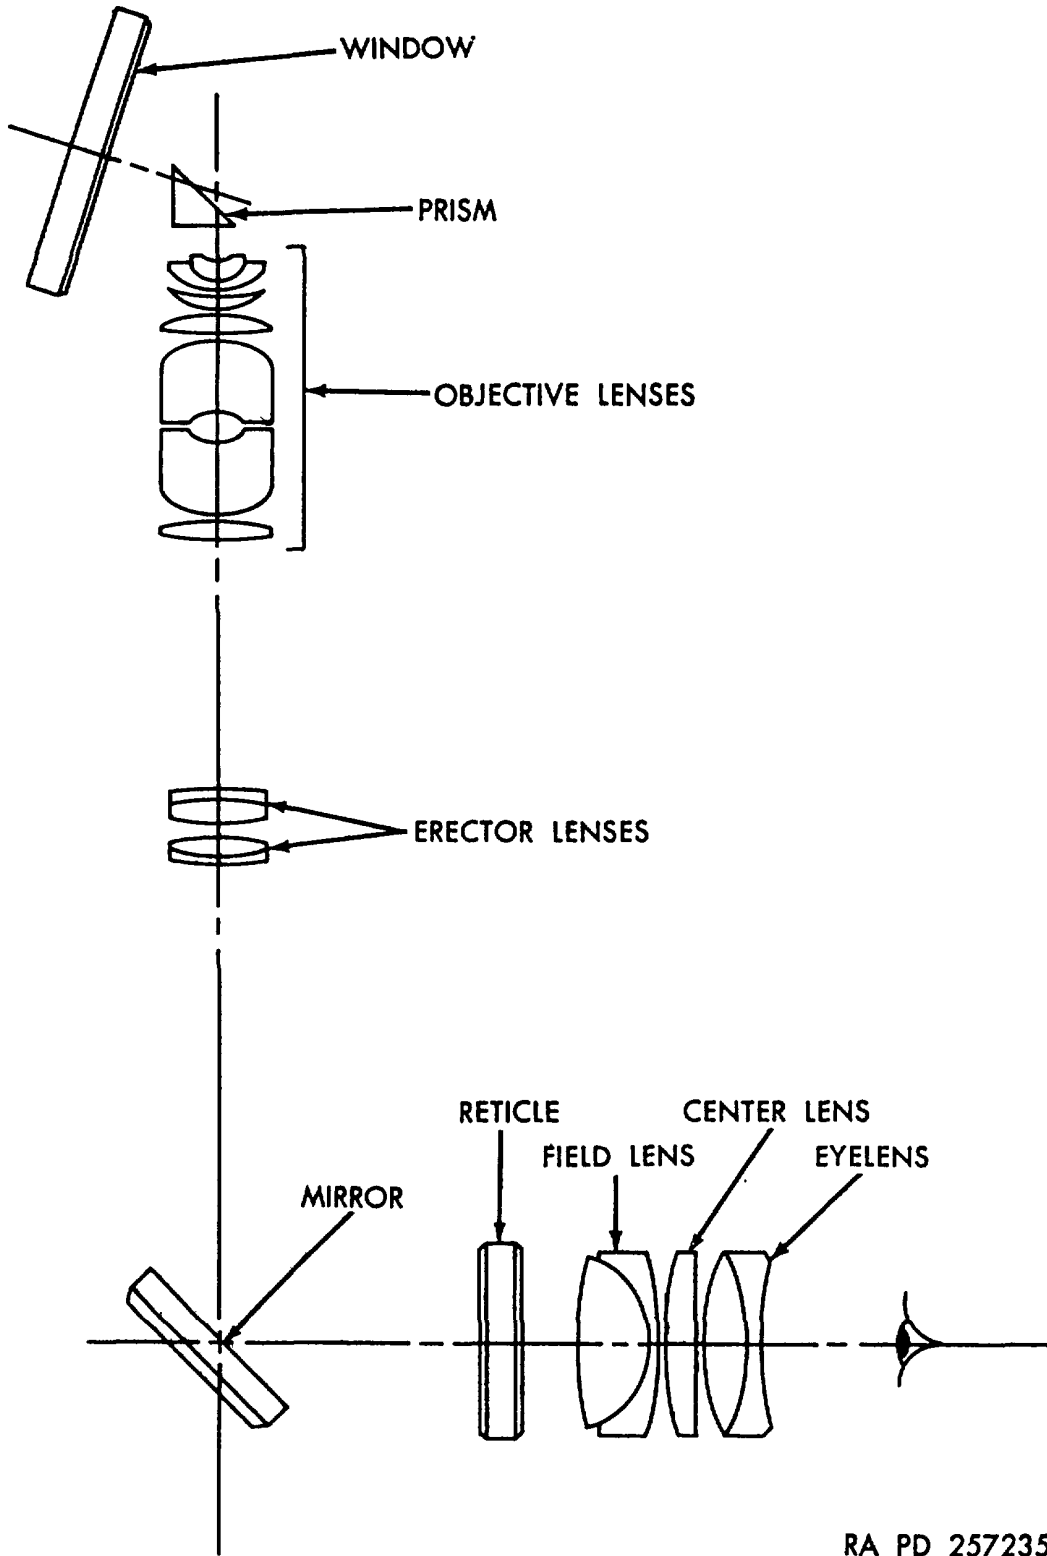 WINDOW
PRISM
OBJECTIVE LENSES
ERECTOR LENSES
RETICLE
CENTER LENS
FIELD LENS
EYELENS
MIRROR
RA PD 257235